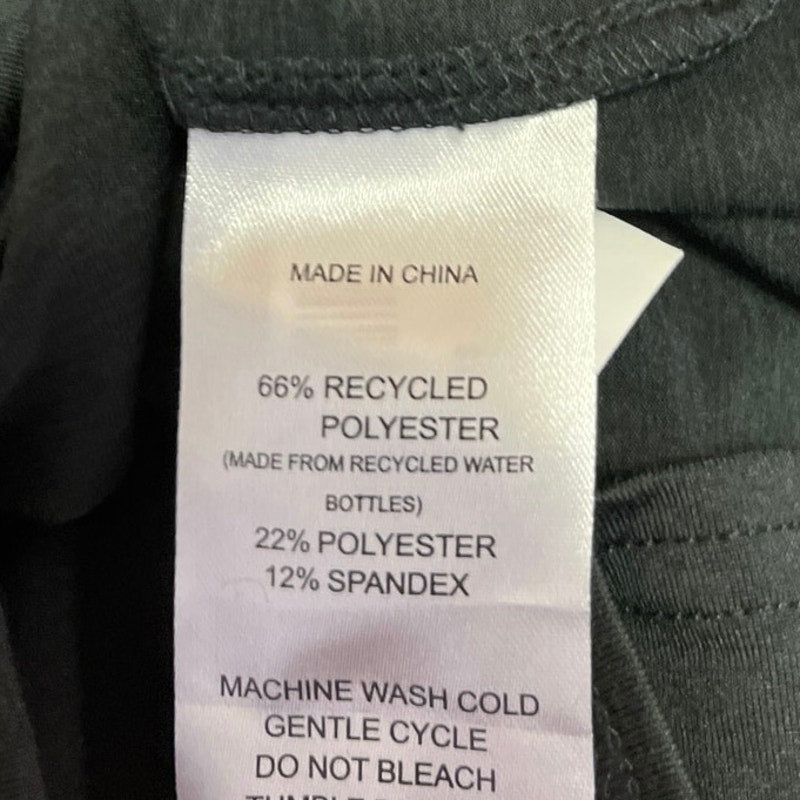 MADE IN CHINA
66% RECYCLED
POLYESTER
(MADE FROM RECYCLED WATER
BOTTLES)
22% POLYESTER
12% SPANDEX
MACHINE WASH COLD
GENTLE CYCLE
DO NOT BLEACH
TUMBLE